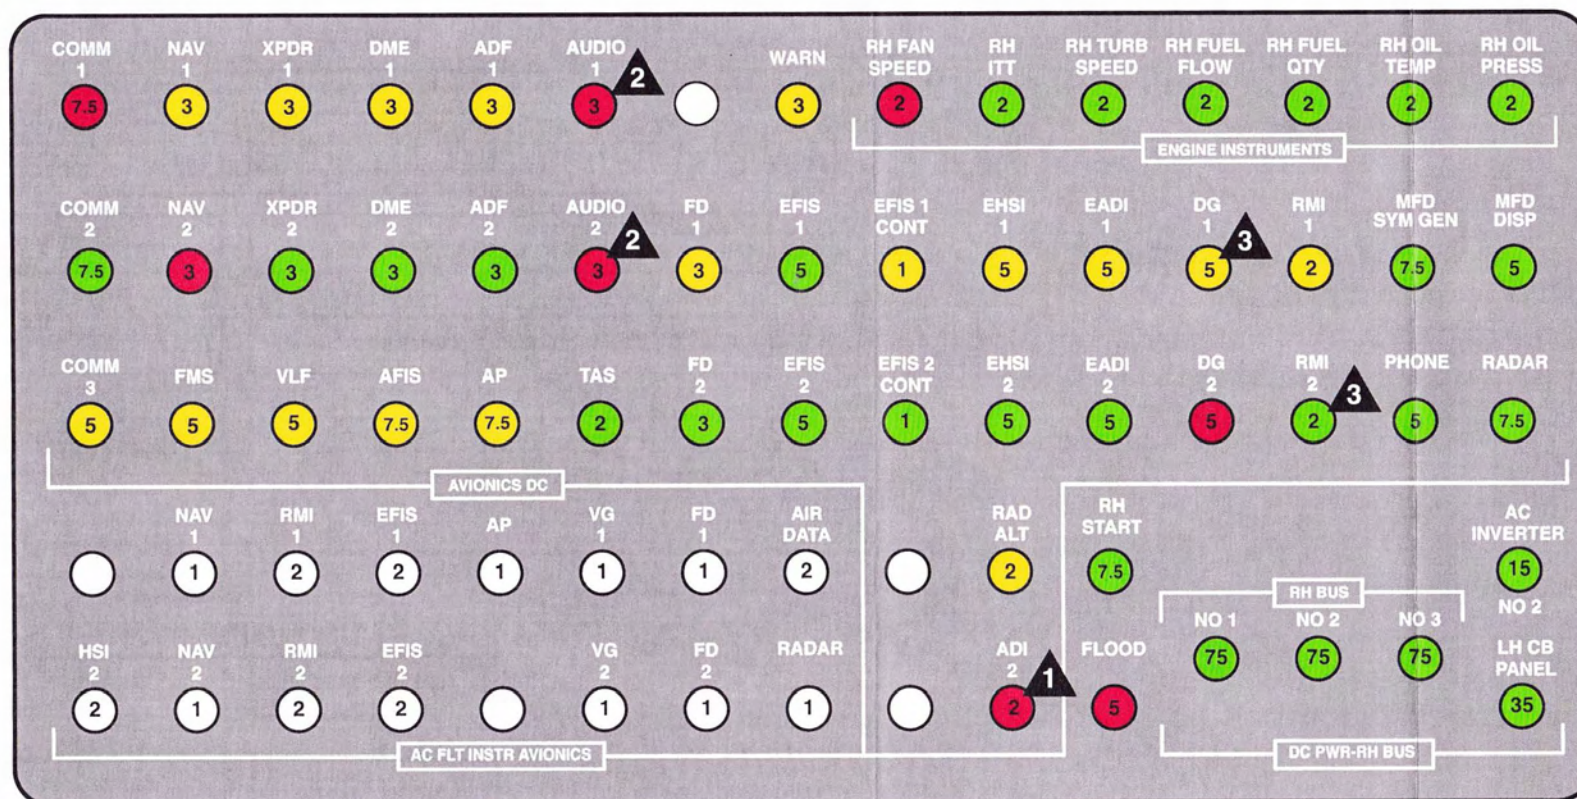 COMM NAV XPDR DME ADF AUDIO WARN RH FAN RH RH TURB RH FUEL RH FUEL RH OIL RH OIL
1 1 1 1 1 1 2 SPEED ITT SPEED FLOW QTY TEMP PRESS
7.5 3 3 3 3 3 3 2 2 2 2 2 2 2
ENGINE INSTRUMENTS
COMM NAV XPDR DME ADF AUDIO FD EFIS EFIS 1 EHSI EADI DG RMI MFD MFD
2 2 2 2 2 2 2 1 1 CONT 1 1 1 3 1 SYM GEN DISP
7.5 3 3 3 3 3 3 5 1 5 5 5 2 7.5 5
COMM FMS VLF AFIS AP TAS FD EFIS EFIS 2 EHSI EADI DG RMI PHONE RADAR
3 2 2 CONT 2 2 2 2 3
5 5 5 7.5 7.5 2 3 5 1 5 5 5 2 5 7.5
AVIONICS DC
NAV RMI EFIS AP VG FD AIR RAD RH AC
1 1 1 1 1 DATA ALT START INVERTER
1 2 2 1 1 1 2 2 7.5 15
RH BUS
NO 2
NO 1 NO 2 NO 3
75 75 75
HSI NAV RMI EFIS VG FD RADAR ADI FLOOD LH CB
2 2 2 2 2 2 2 1 PANEL
2 1 2 2 1 1 1 2 5 35
AC FLT INSTR AVIONICS
DC PWR-RH BUS